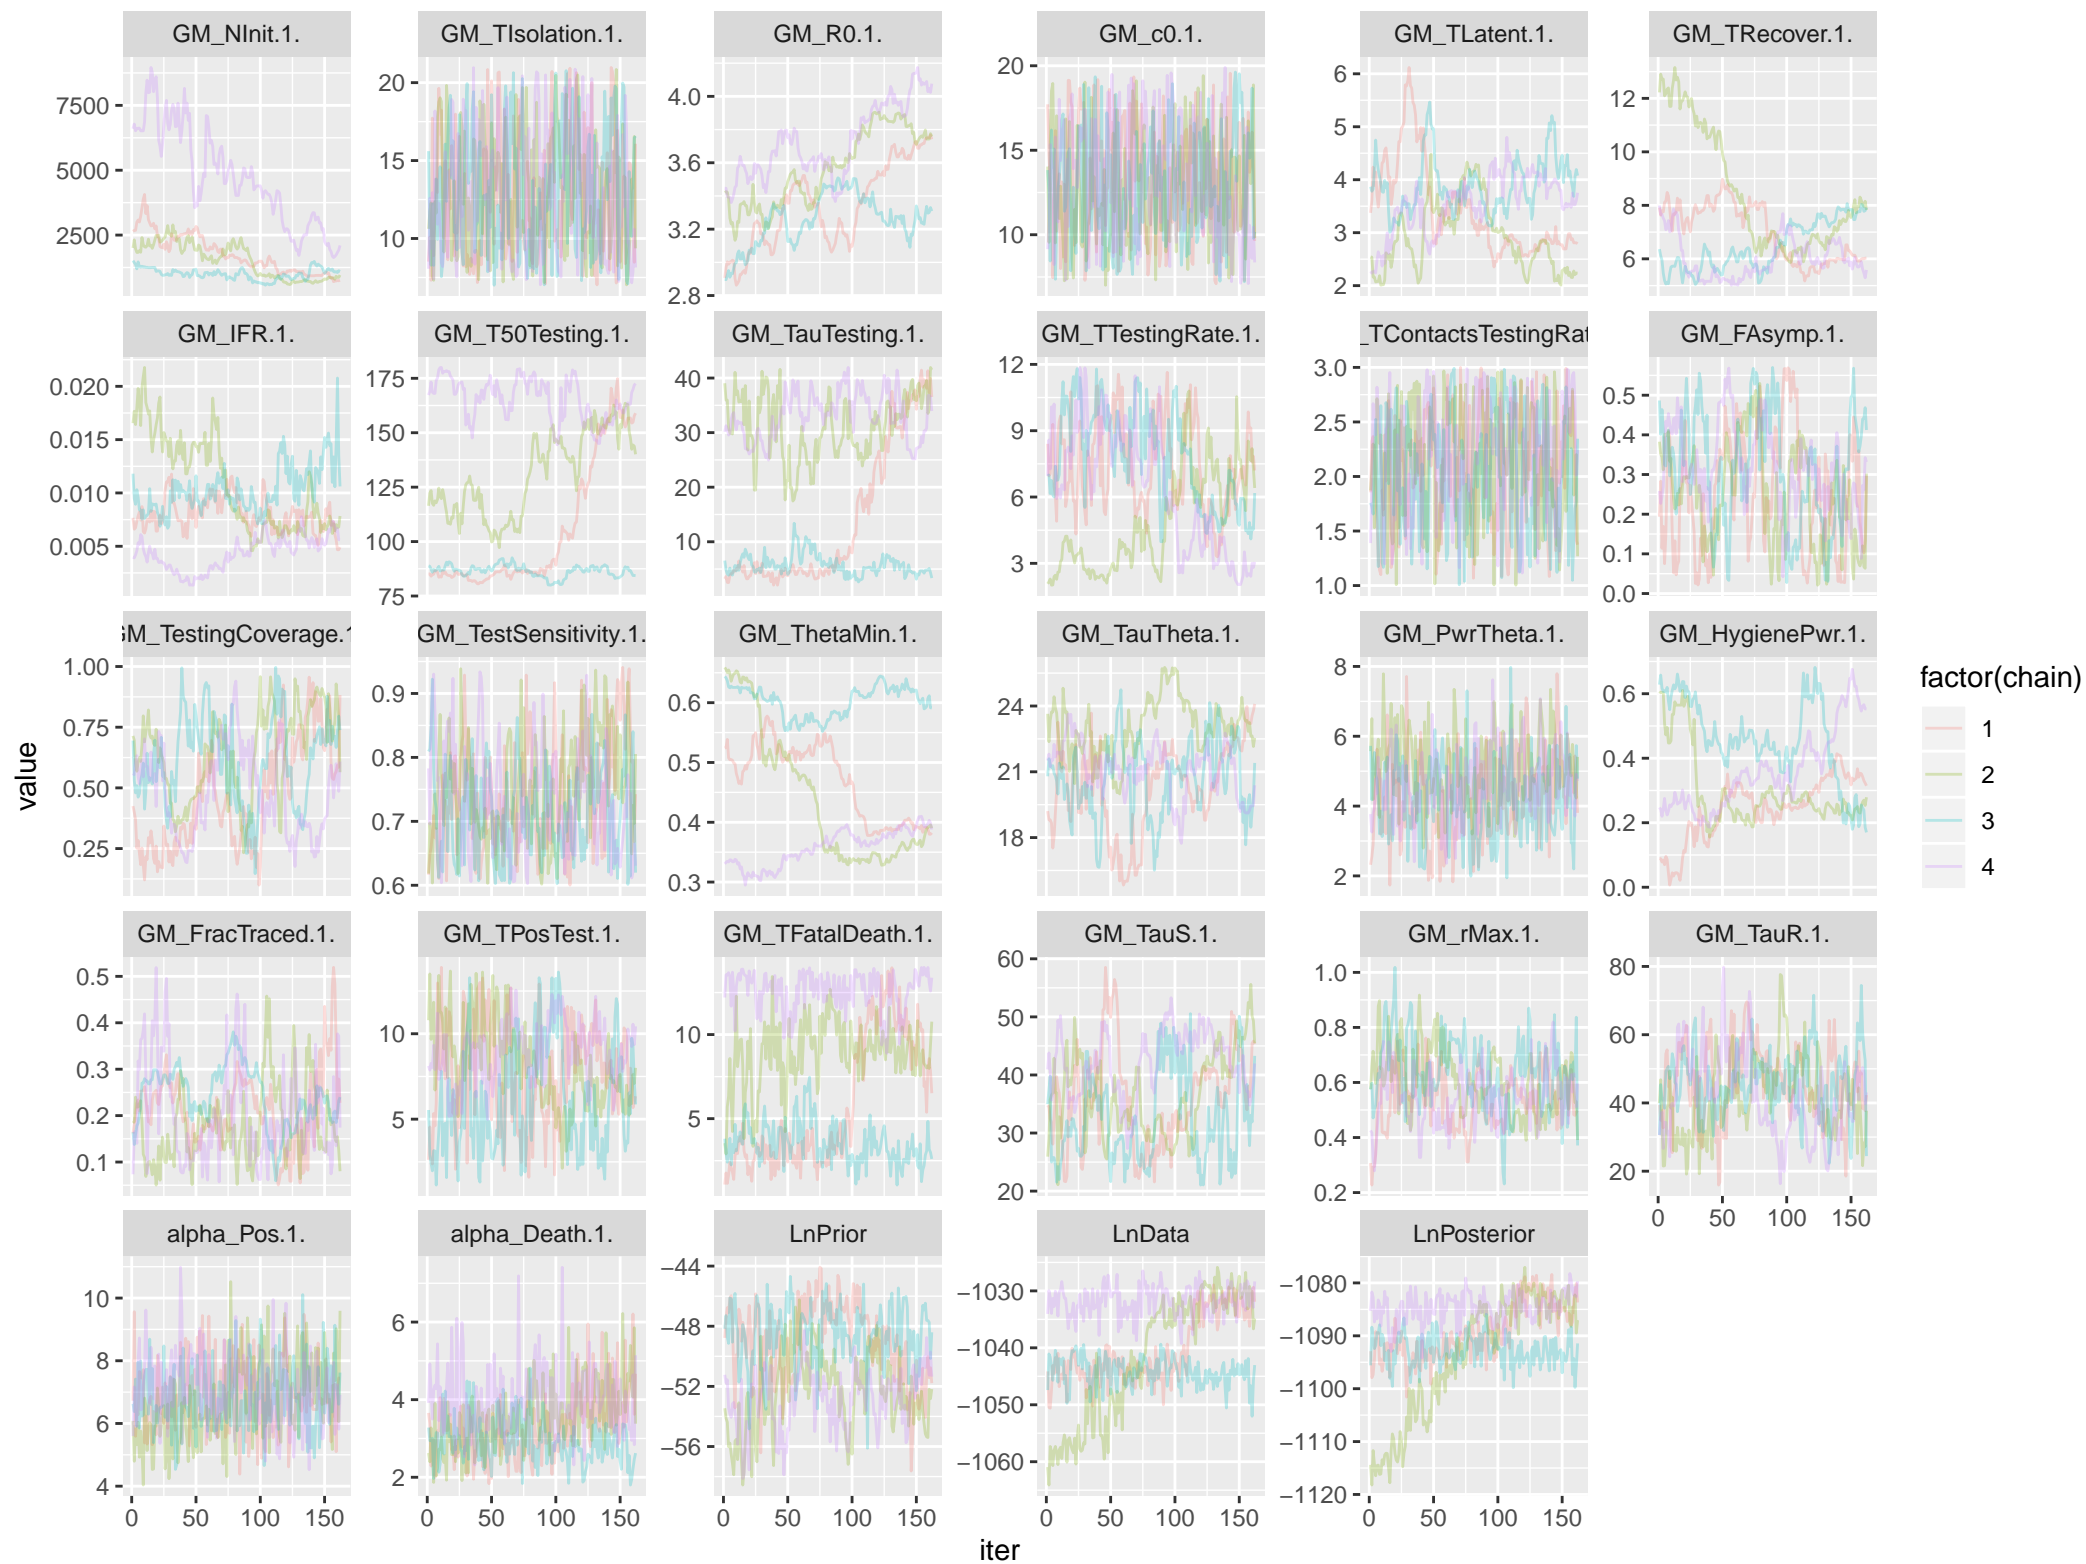 GM_NInit.1. GM_TIsolation.1. GM_R0.1. GM_c0.1. GM_TLatent.1. GM_TRecover.1.
7500 5000 2500
20 15 10
4.0 3.6 3.2 2.8
20 15 10
6 5 4 3 2
12 10 8 6
GM_IFR.1. GM_T50Testing.1. GM_TauTesting.1. GM_TTestingRate.1. _TContactsTestingRat GM_FAsymp.1.
0.020 0.015 0.010 0.005
175 150 125 100 75
40 30 20 10
12 9 6 3
3.0 2.5 2.0 1.5 1.0
0.5 0.4 0.3 0.2 0.1 0.0
GM_TestingCoverage.1 GM_TestSensitivity.1. GM_ThetaMin.1. GM_TauTheta.1. GM_PwrTheta.1. GM_HygienePwr.1.
1.00 0.75 0.50 0.25
0.9 0.8 0.7 0.6
0.6 0.5 0.4 0.3
24 21 18
8 6 4 2
0.6 0.4 0.2 0.0
GM_FracTraced.1. GM_TPosTest.1. GM_TFatalDeath.1. GM_TauS.1. GM_rMax.1. GM_TauR.1.
0.5 0.4 0.3 0.2 0.1
10 5
10 5
60 50 40 30 20
1.0 0.8 0.6 0.4 0.2
80 60 40 20
0 50 100 150
alpha_Pos.1. alpha_Death.1. LnPrior LnData LnPosterior
10 8 6 4
6 4 2
−44 −48 −52 −56
−1030 −1040 −1050 −1060
−1080 −1090 −1100 −1110 −1120
0 50 100 150 0 50 100 150 0 50 100 150 0 50 100 150 0 50 100 150
iter
value
factor(chain)
1
2
3
4